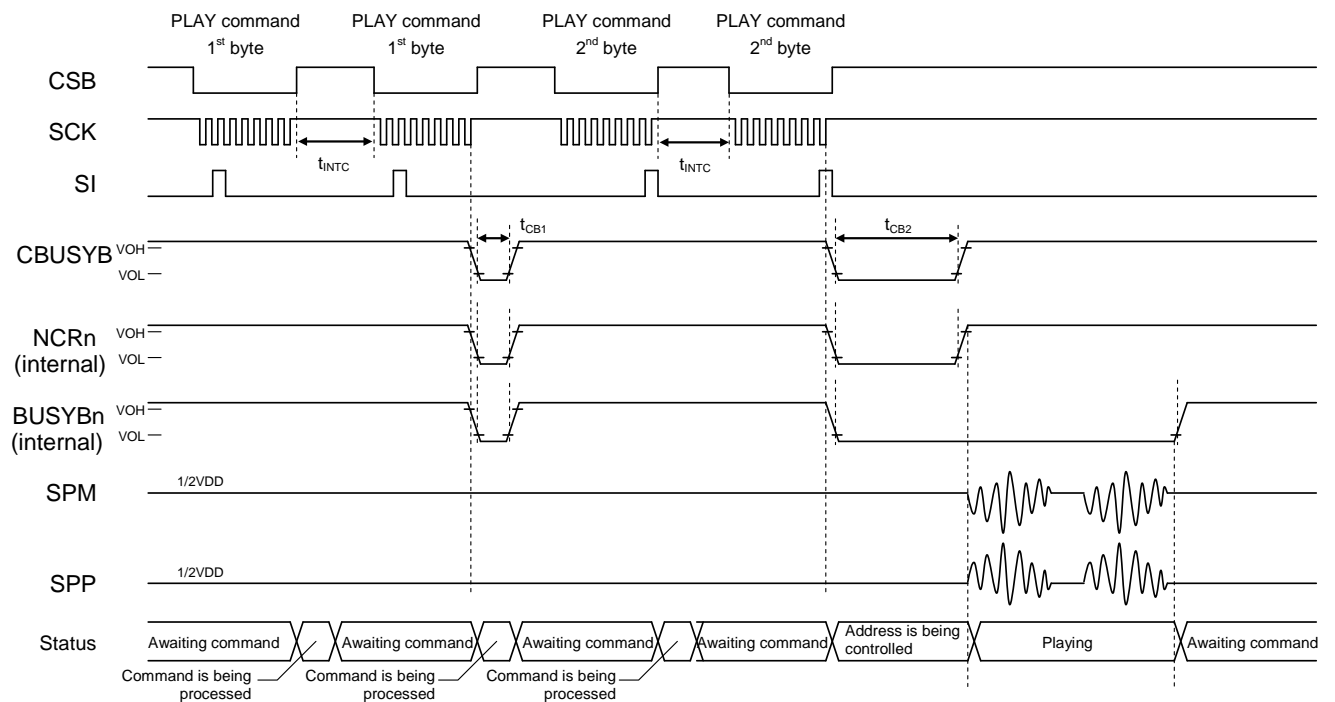 PLAY command
1st byte
PLAY command
1st byte
PLAY command
2nd byte
PLAY command
2nd byte
CSB
SCK
tINTC
tINTC
SI
tCB1
tCB2
CBUSYB
VOH
VOL
NCRn
(internal)
VOH
VOL
BUSYBn
(internal)
VOH
VOL
SPM
1/2VDD
SPP
1/2VDD
Status
Awaiting command
Awaiting command
Awaiting command
Awaiting command
Address is being
controlled
Playing
Awaiting command
Command is being
processed
Command is being
processed
Command is being
processed